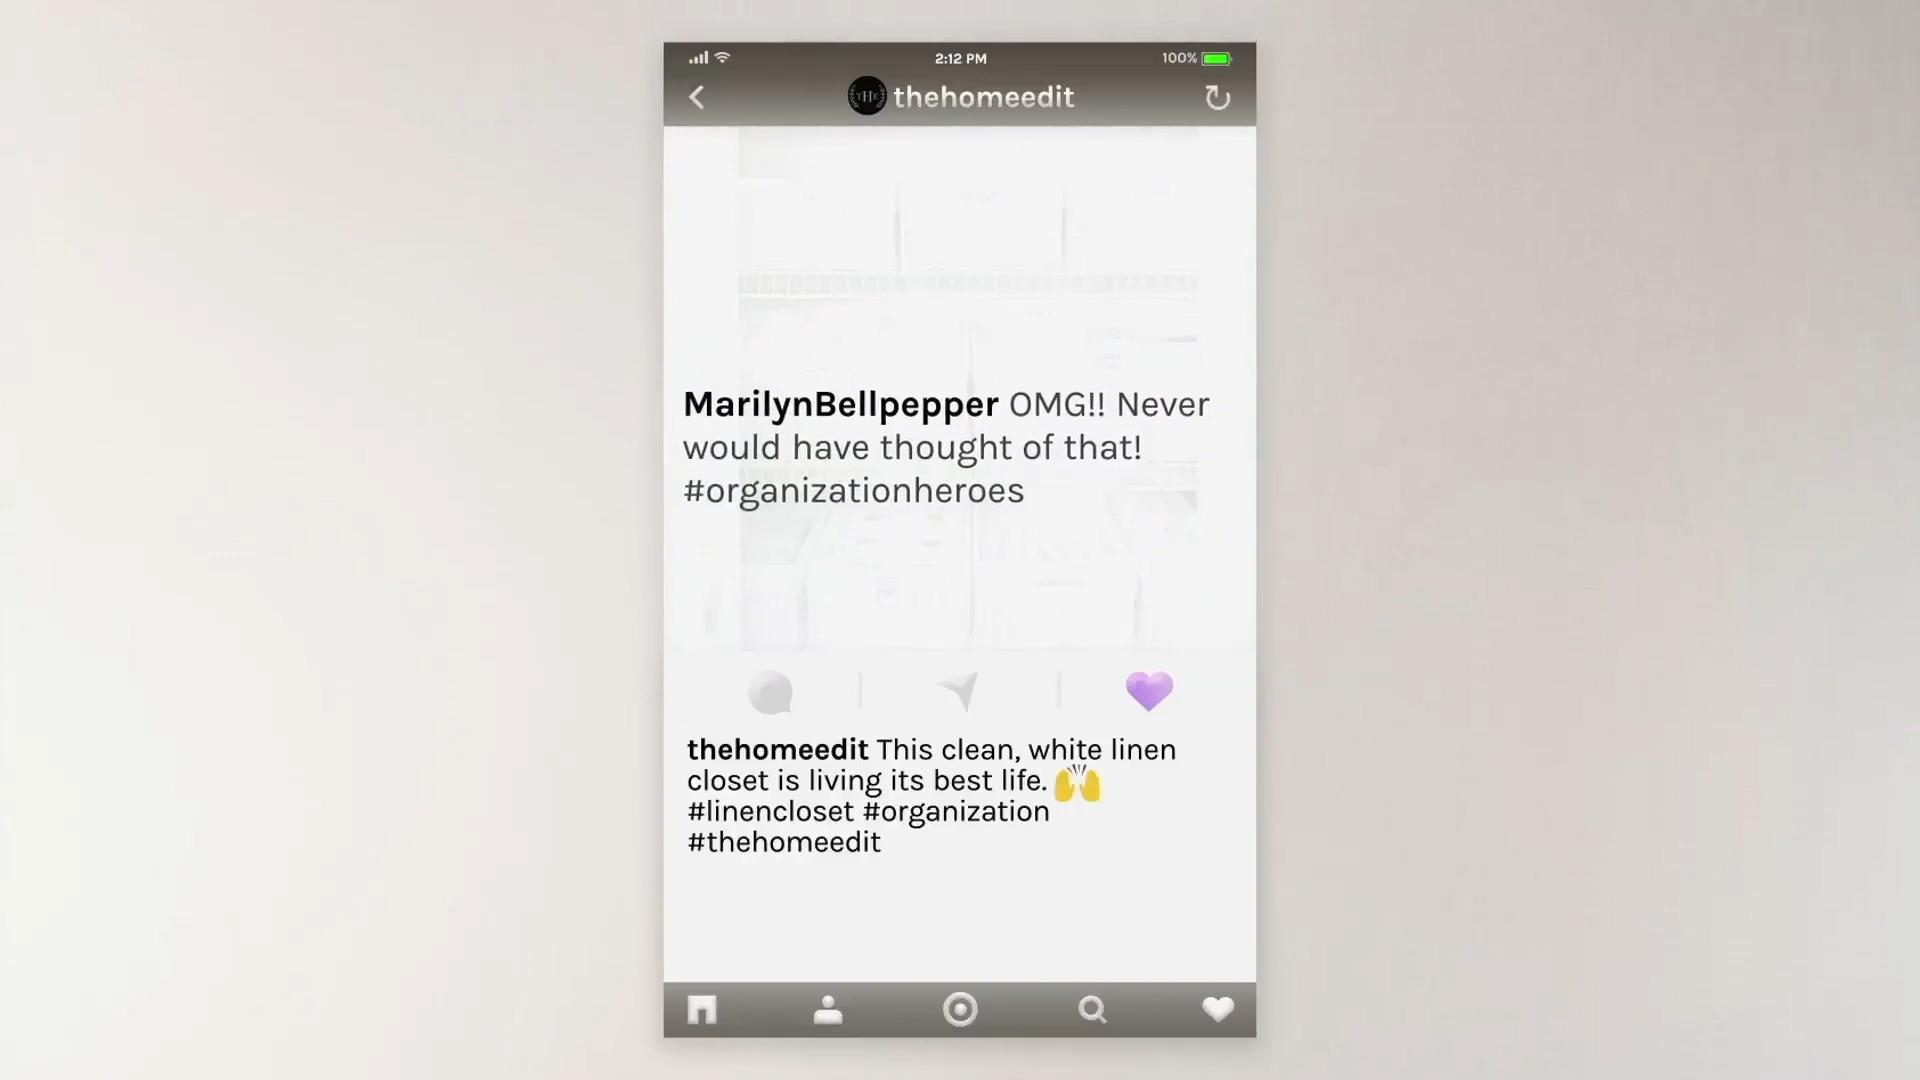 2:12 PM 100%
THE thehomeedit
MarilynBellpepper OMG!! Never
would have thought of that!
#organizationheroes
thehomeedit This clean, white linen
closet is living its best life. 🙌
#linencloset #organization
#thehomeedit